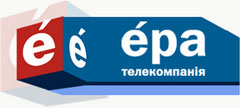 é é éра
телекомпанія